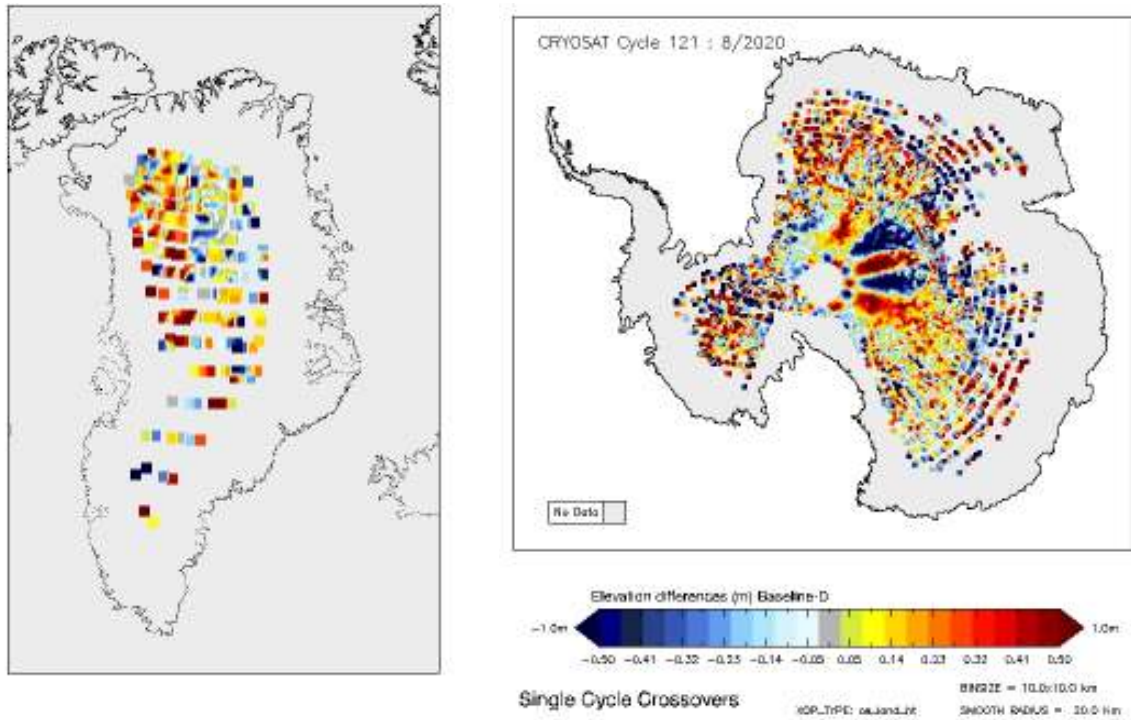 CRYOSAT Cycle 121 : 8/2020
No Data
Elevation differences (m) Baseline-D
-1.0m
1.0m
-0.50 -0.41 -0.32 -0.23 -0.14 -0.05 0.05 0.14 0.23 0.32 0.41 0.50
Single Cycle Crossovers
XOP_TYPE:
BINSIZE = 10.0x10.0 km
SMOOTH RADIUS = 20.0 Km